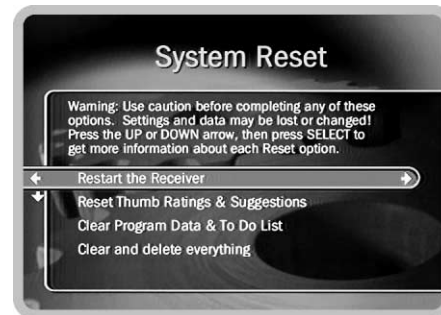 System Reset
Warning: Use caution before completing any of these
options. Settings and data may be lost or changed!
Press the UP or DOWN arrow, then press SELECT to
get more information about each Reset option.
Restart the Receiver
Reset Thumb Ratings & Suggestions
Clear Program Data & To Do List
Clear and delete everything